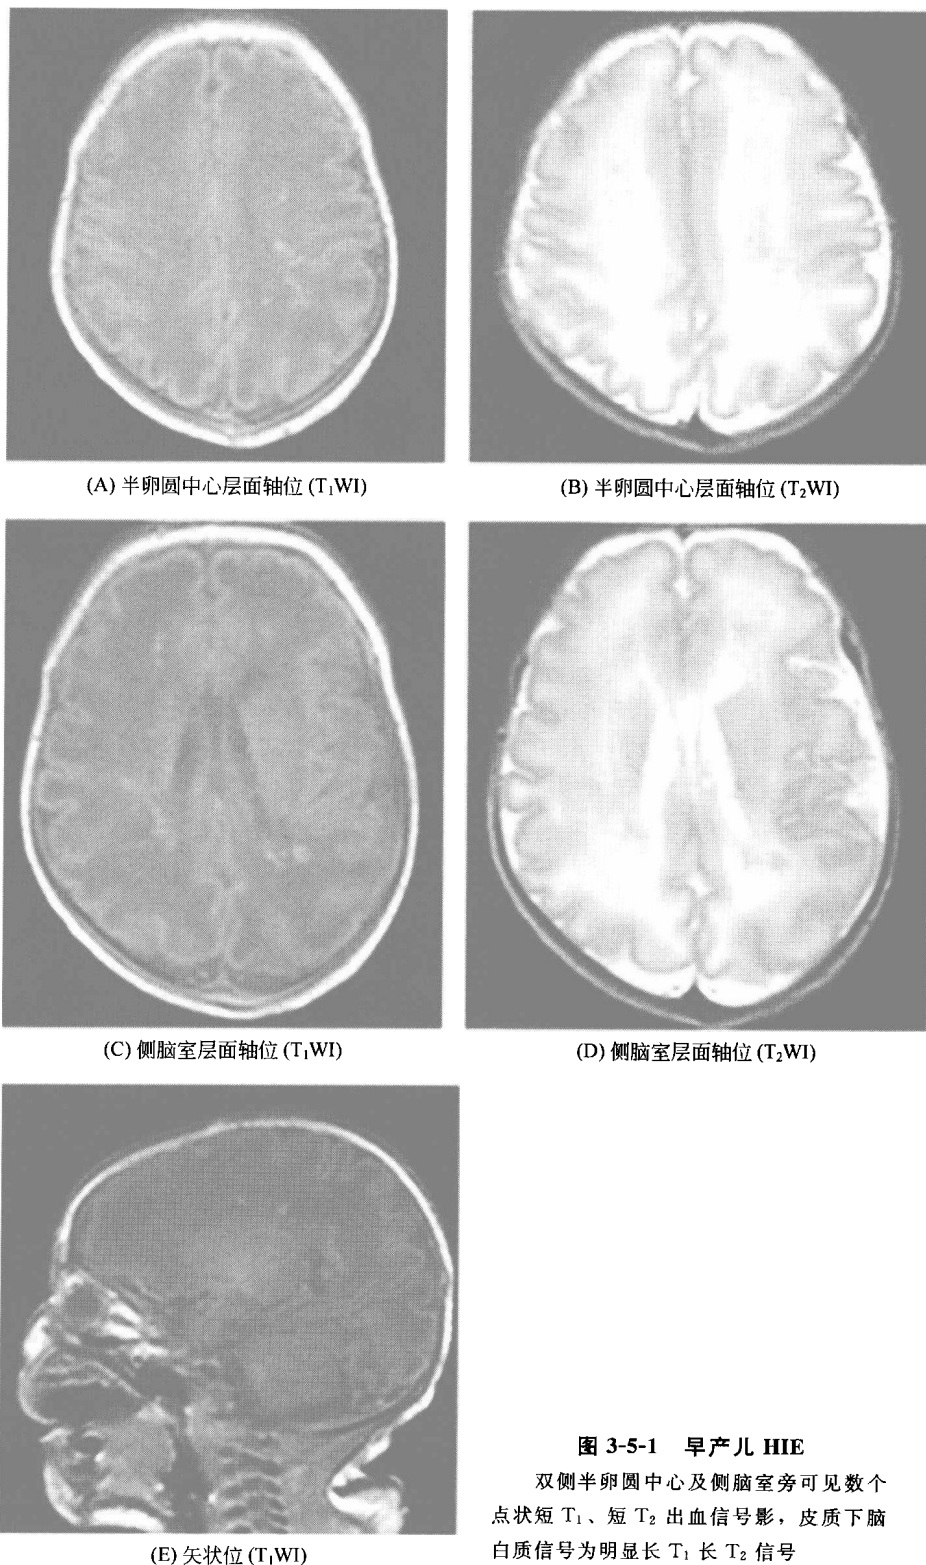 (A) 半卵圆中心层面轴位 (T₁WI)
(B) 半卵圆中心层面轴位 (T₂WI)
(C) 侧脑室层面轴位 (T₁WI)
(D) 侧脑室层面轴位 (T₂WI)
(E) 矢状位 (T₁WI)
图 3-5-1 早产儿 HIE
双侧半卵圆中心及侧脑室旁可见数个
点状短 T₁、短 T₂ 出血信号影，皮质下脑
白质信号为明显长 T₁ 长 T₂ 信号